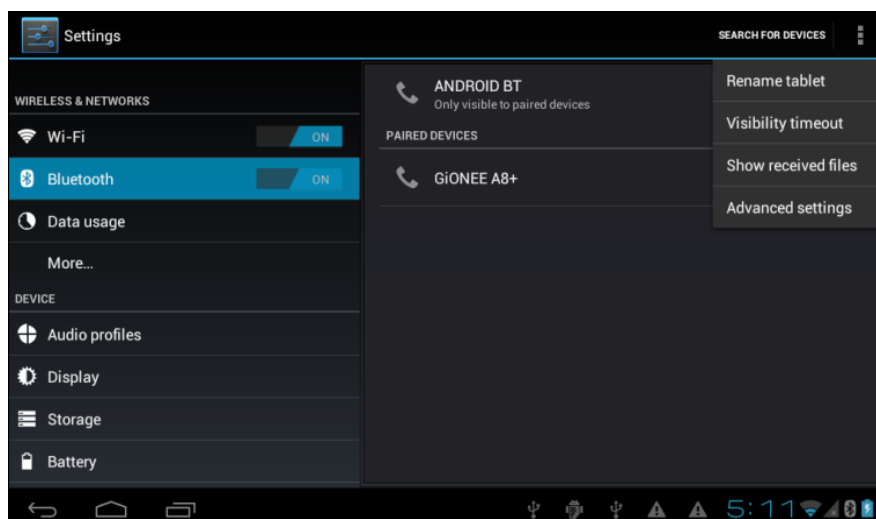 Settings
SEARCH FOR DEVICES
WIRELESS & NETWORKS
Wi-Fi
ON
Bluetooth
ON
Data usage
More...
DEVICE
Audio profiles
Display
Storage
Battery
ANDROID BT
Only visible to paired devices
PAIRED DEVICES
GiONEE A8+
Rename tablet
Visibility timeout
Show received files
Advanced settings
5:11